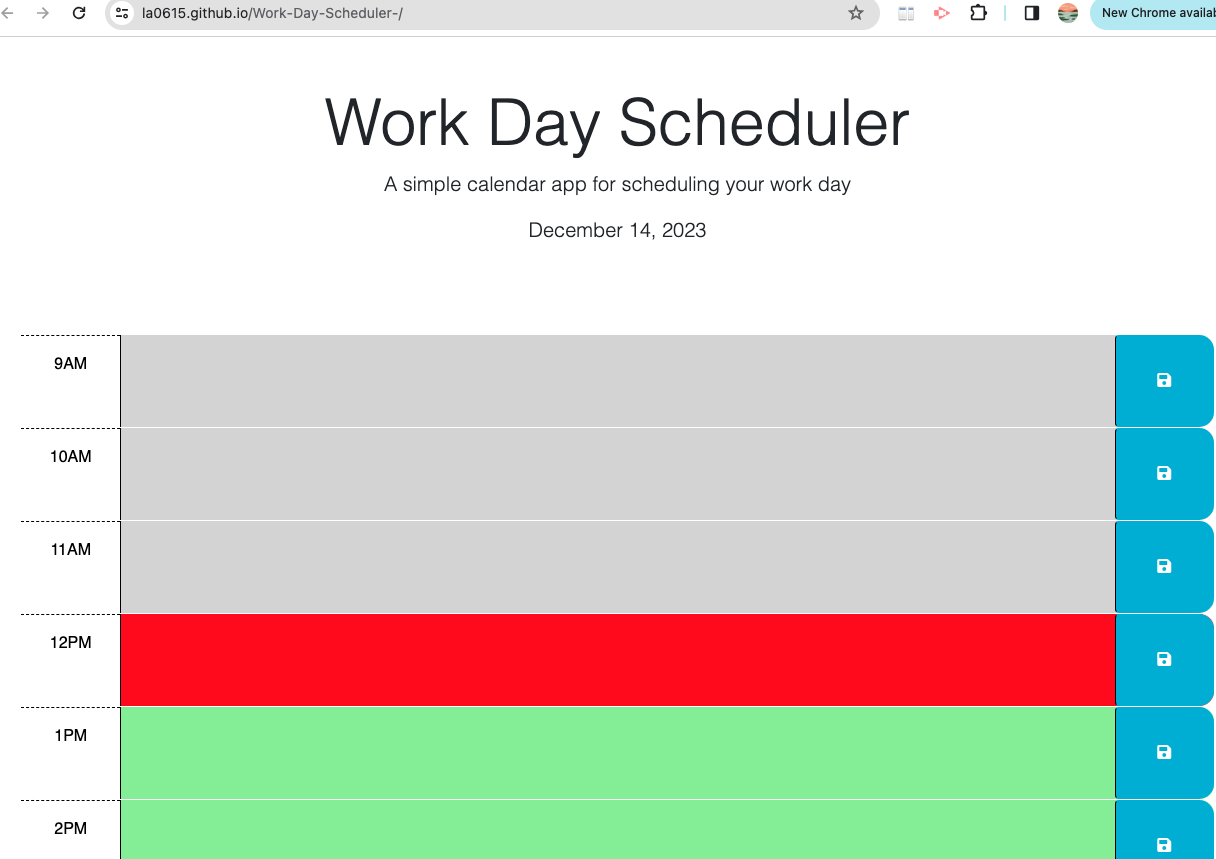 la0615.github.io/Work-Day-Scheduler-/
New Chrome availab
Work Day Scheduler
A simple calendar app for scheduling your work day
December 14, 2023
9AM
10AM
11AM
12PM
1PM
2PM